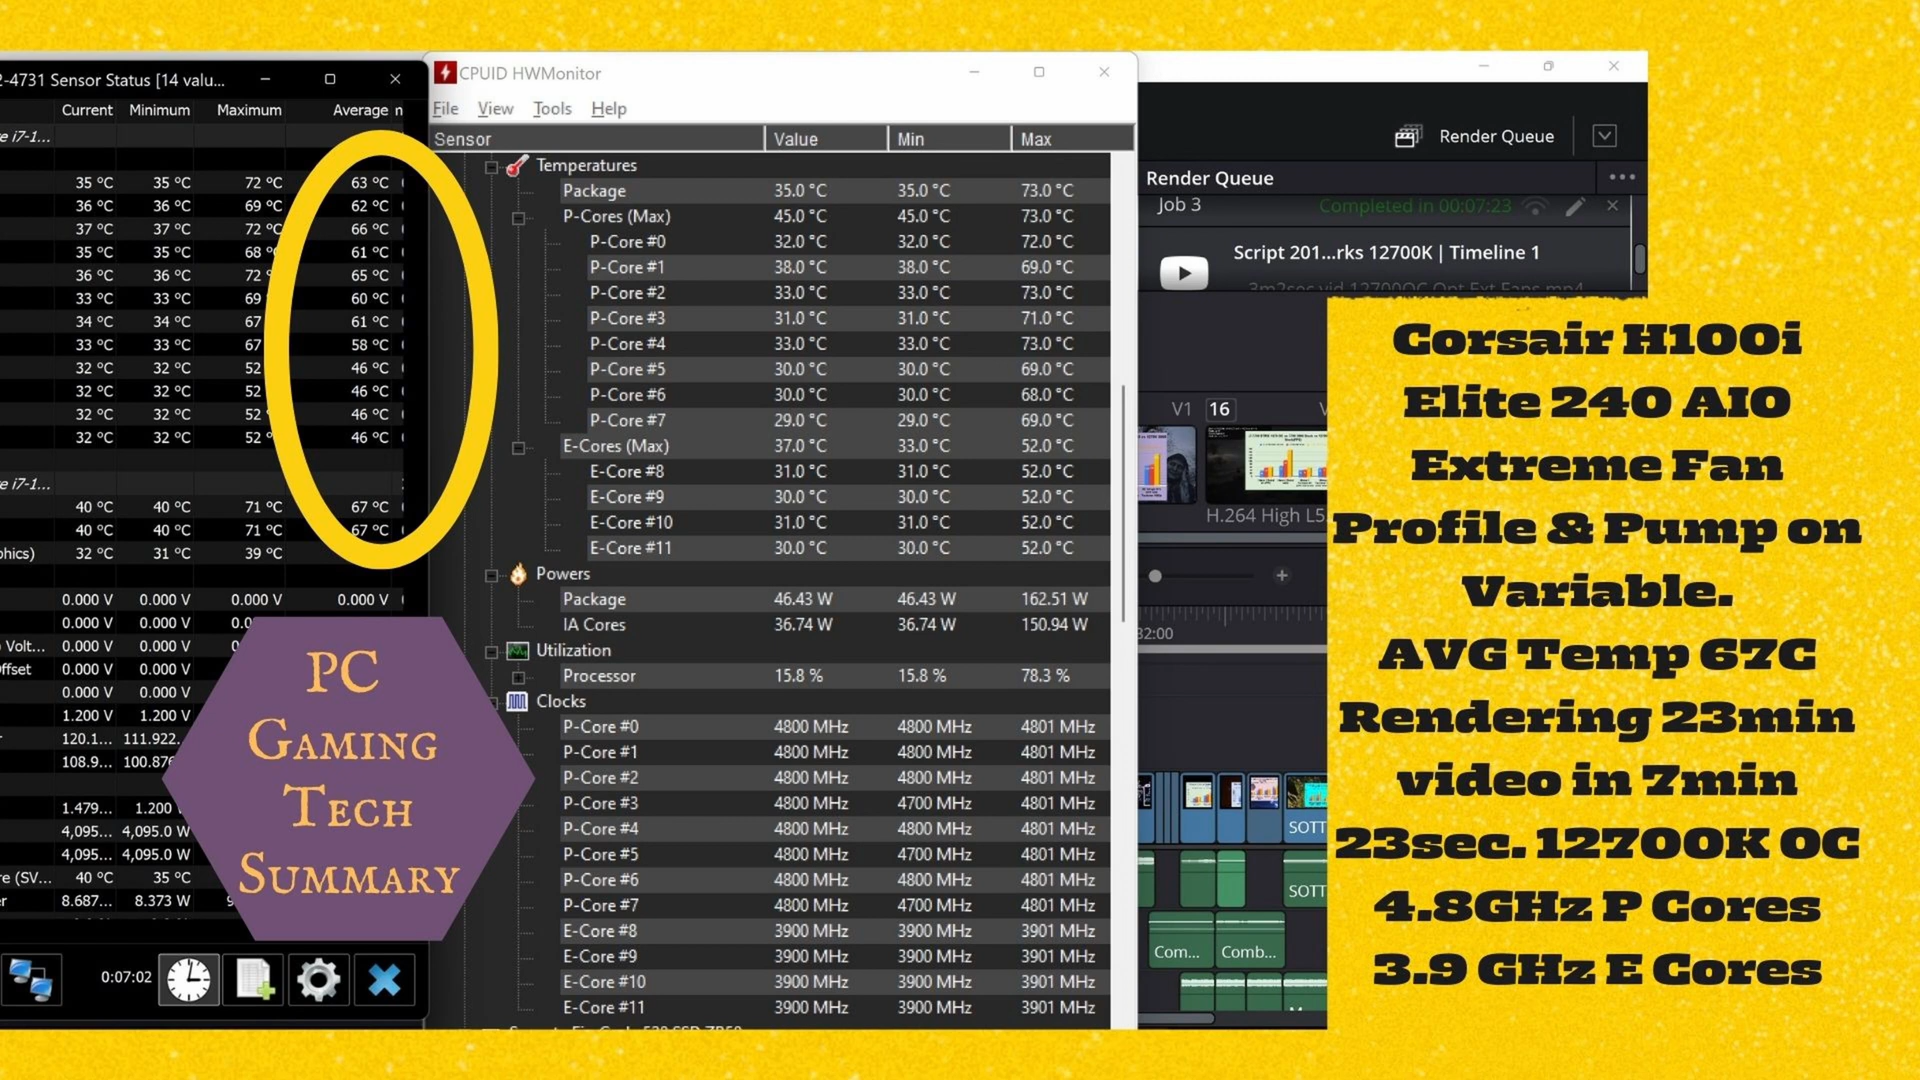 2-4731 Sensor Status [14 valu...
Current Minimum Maximum Average
e i7-1...
35 °C 35 °C 72 °C 63 °C
36 °C 36 °C 69 °C 62 °C
37 °C 37 °C 72 °C 66 °C
35 °C 35 °C 68 °C 61 °C
36 °C 36 °C 72 °C 65 °C
33 °C 33 °C 69 60 °C
34 °C 34 °C 67 61 °C
33 °C 33 °C 67 58 °C
32 °C 32 °C 52 46 °C
32 °C 32 °C 52 46 °C
32 °C 32 °C 52 46 °C
32 °C 32 °C 52 46 °C
e i7-1...
40 °C 40 °C 71 °C 67 °C
40 °C 40 °C 71 °C 67 °C
phics) 32 °C 31 °C 39 °C
0.000 V 0.000 V 0.000 V 0.000 V
0.000 V 0.000 V 0.0
Volt... 0.000 V 0.000 V
ffset 0.000 V 0.000 V
0.000 V 0.000 V
1.200 V 1.200 V
120.1... 111.922
108.9... 100.876
1.479... 1.200
4,095... 4,095.0 W
4,095... 4,095.0 W
e (SV... 40 °C 35 °C
r 8.687... 8.373 W
0:07:02
PC
Gaming
Tech
Summary
CPUID HWMonitor
File View Tools Help
Sensor Value Min Max
Temperatures
Package 35.0 °C 35.0 °C 73.0 °C
P-Cores (Max) 45.0 °C 45.0 °C 73.0 °C
P-Core #0 32.0 °C 32.0 °C 72.0 °C
P-Core #1 38.0 °C 38.0 °C 69.0 °C
P-Core #2 33.0 °C 33.0 °C 73.0 °C
P-Core #3 31.0 °C 31.0 °C 71.0 °C
P-Core #4 33.0 °C 33.0 °C 73.0 °C
P-Core #5 30.0 °C 30.0 °C 69.0 °C
P-Core #6 30.0 °C 30.0 °C 68.0 °C
P-Core #7 29.0 °C 29.0 °C 69.0 °C
E-Cores (Max) 37.0 °C 33.0 °C 52.0 °C
E-Core #8 31.0 °C 31.0 °C 52.0 °C
E-Core #9 30.0 °C 30.0 °C 52.0 °C
E-Core #10 31.0 °C 31.0 °C 52.0 °C
E-Core #11 30.0 °C 30.0 °C 52.0 °C
Powers
Package 46.43 W 46.43 W 162.51 W
IA Cores 36.74 W 36.74 W 150.94 W
Utilization
Processor 15.8 % 15.8 % 78.3 %
Clocks
P-Core #0 4800 MHz 4800 MHz 4801 MHz
P-Core #1 4800 MHz 4800 MHz 4801 MHz
P-Core #2 4800 MHz 4800 MHz 4801 MHz
P-Core #3 4800 MHz 4700 MHz 4801 MHz
P-Core #4 4800 MHz 4800 MHz 4801 MHz
P-Core #5 4800 MHz 4700 MHz 4801 MHz
P-Core #6 4800 MHz 4800 MHz 4801 MHz
P-Core #7 4800 MHz 4700 MHz 4801 MHz
E-Core #8 3900 MHz 3900 MHz 3901 MHz
E-Core #9 3900 MHz 3900 MHz 3901 MHz
E-Core #10 3900 MHz 3900 MHz 3901 MHz
E-Core #11 3900 MHz 3900 MHz 3901 MHz
Render Queue
Render Queue
Job 3 Completed in 00:07:23
Script 201...rks 12700K | Timeline 1
V1 16
H.264 High L5.
32:00
SOTT
SOTT
Com... Comb...
Corsair H100i
Elite 240 AIO
Extreme Fan
Profile & Pump on
Variable.
AVG Temp 67C
Rendering 23min
video in 7min
23sec. 12700K OC
4.8GHz P Cores
3.9 GHz E Cores